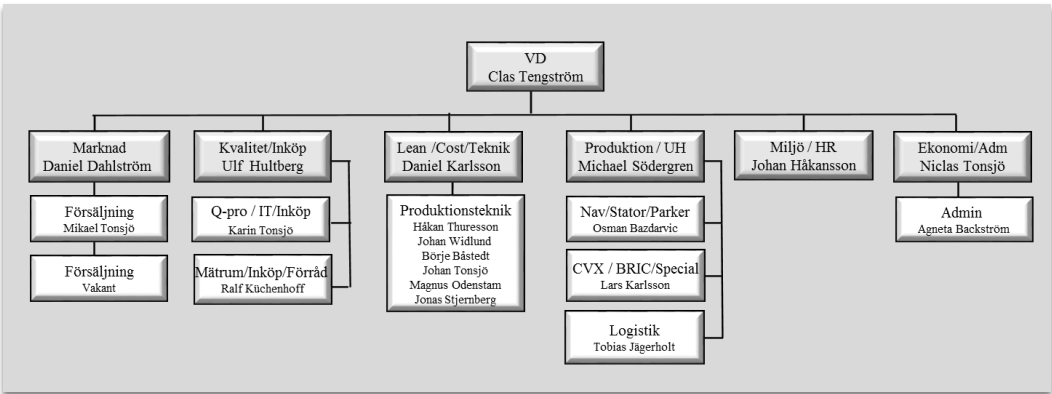 VD
Clas Tengström
Marknad
Daniel Dahlström
Försäljning
Mikael Tonsjö
Försäljning
Vakant
Kvalitet/Inköp
Ulf Hultberg
Q-pro / IT/Inköp
Karin Tonsjö
Mätrum/Inköp/Förråd
Ralf Küchenhoff
Lean /Cost/Teknik
Daniel Karlsson
Produktionsteknik
Håkan Thuresson
Johan Widlund
Börje Båstedt
Johan Tonsjö
Magnus Odenstam
Jonas Stjernberg
Produktion / UH
Michael Södergren
Nav/Stator/Parker
Osman Bazdarvic
CVX / BRIC/Special
Lars Karlsson
Logistik
Tobias Jägerholt
Miljö / HR
Johan Håkansson
Ekonomi/Adm
Niclas Tonsjö
Admin
Agneta Backström